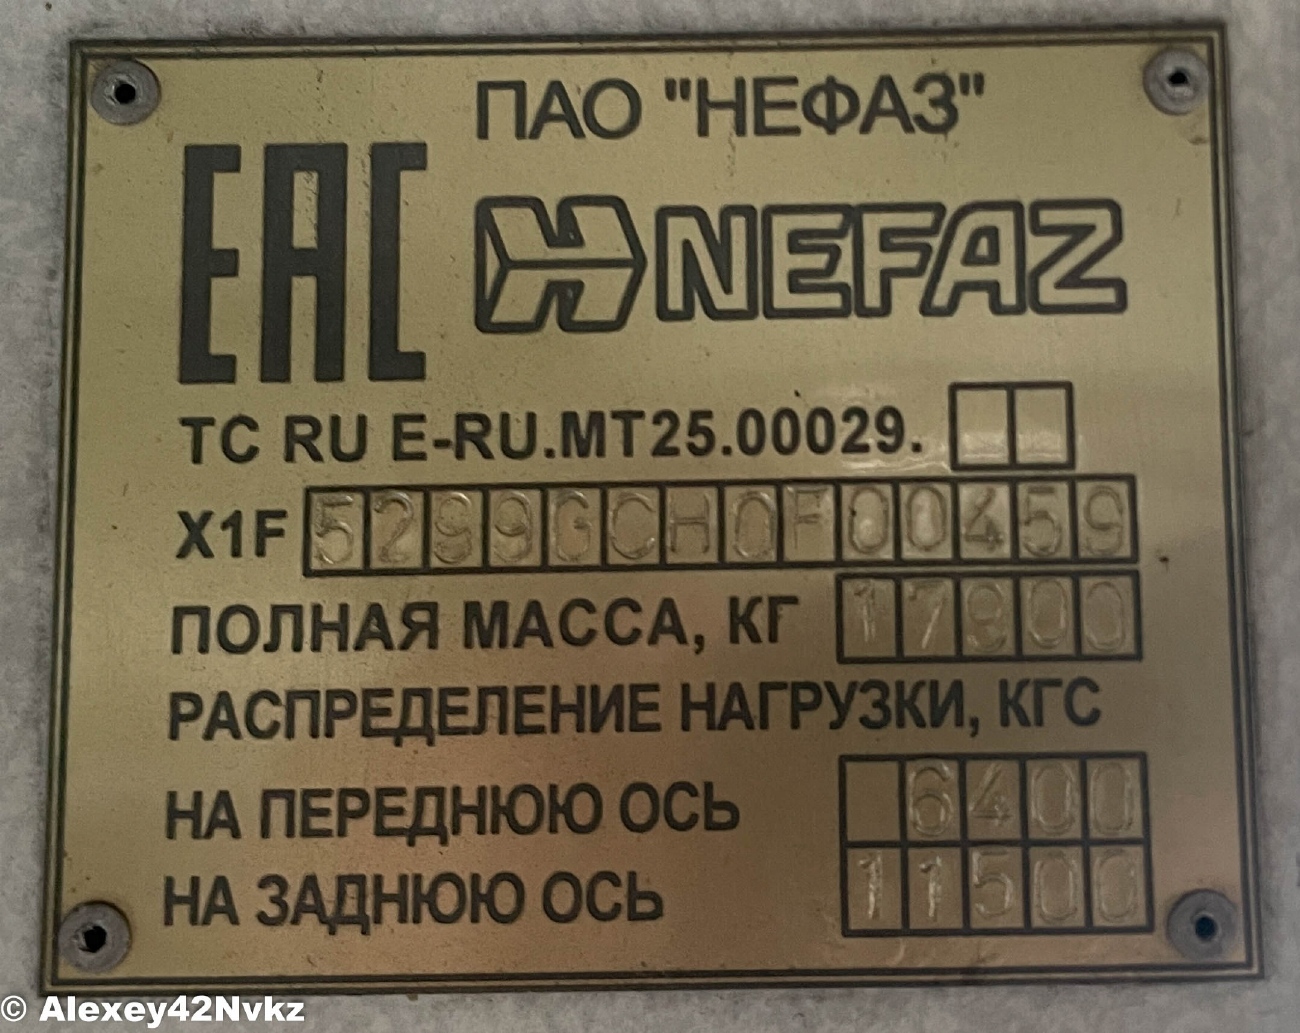 ПАО "НЕФАЗ"
EAC
NEFAZ
ТС RU E-RU.MT25.00029.
X1F 5299GCH0F00459
ПОЛНАЯ МАССА, КГ 17900
РАСПРЕДЕЛЕНИЕ НАГРУЗКИ, КГС
НА ПЕРЕДНЮЮ ОСЬ 6400
НА ЗАДНЮЮ ОСЬ 11500
© Alexey42Nvkz